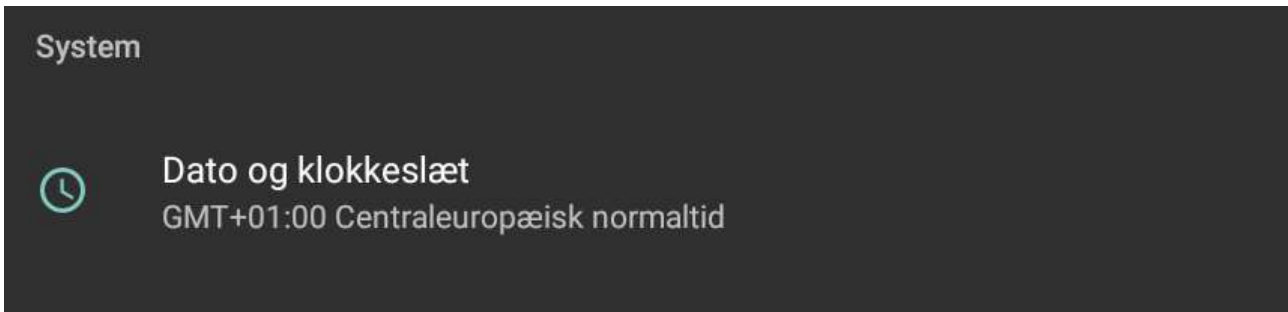 System
Dato og klokkeslæt
GMT+01:00 Centraleuropæisk normaltid